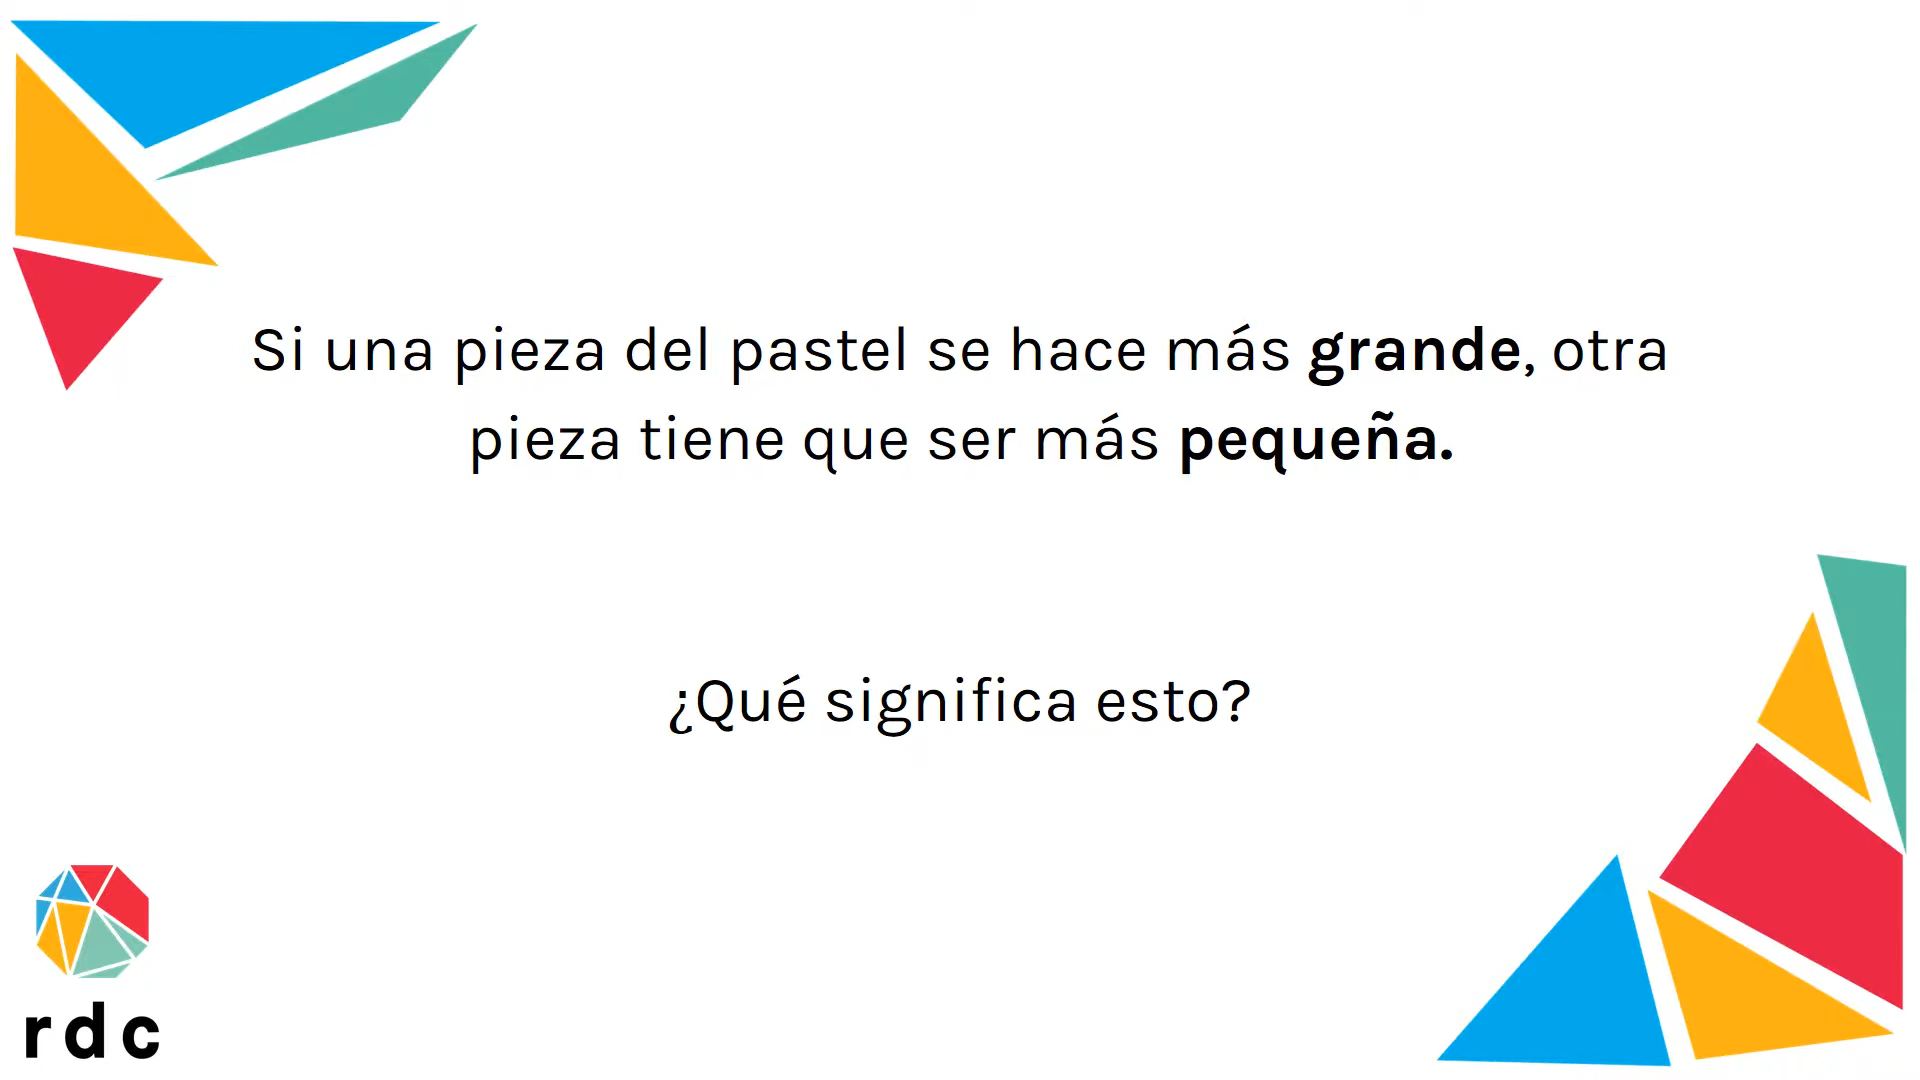 Si una pieza del pastel se hace más grande, otra
pieza tiene que ser más pequeña.
¿Qué significa esto?
rdc